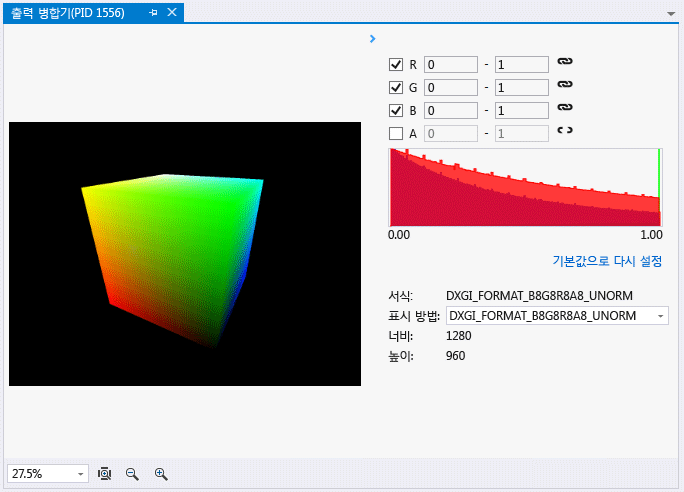 출력 병합기(PID 1556)
R 0 - 1
G 0 - 1
B 0 - 1
A 0 - 1
0.00 1.00
기본값으로 다시 설정
서식: DXGI_FORMAT_B8G8R8A8_UNORM
표시 방법: DXGI_FORMAT_B8G8R8A8_UNORM
너비: 1280
높이: 960
27.5%